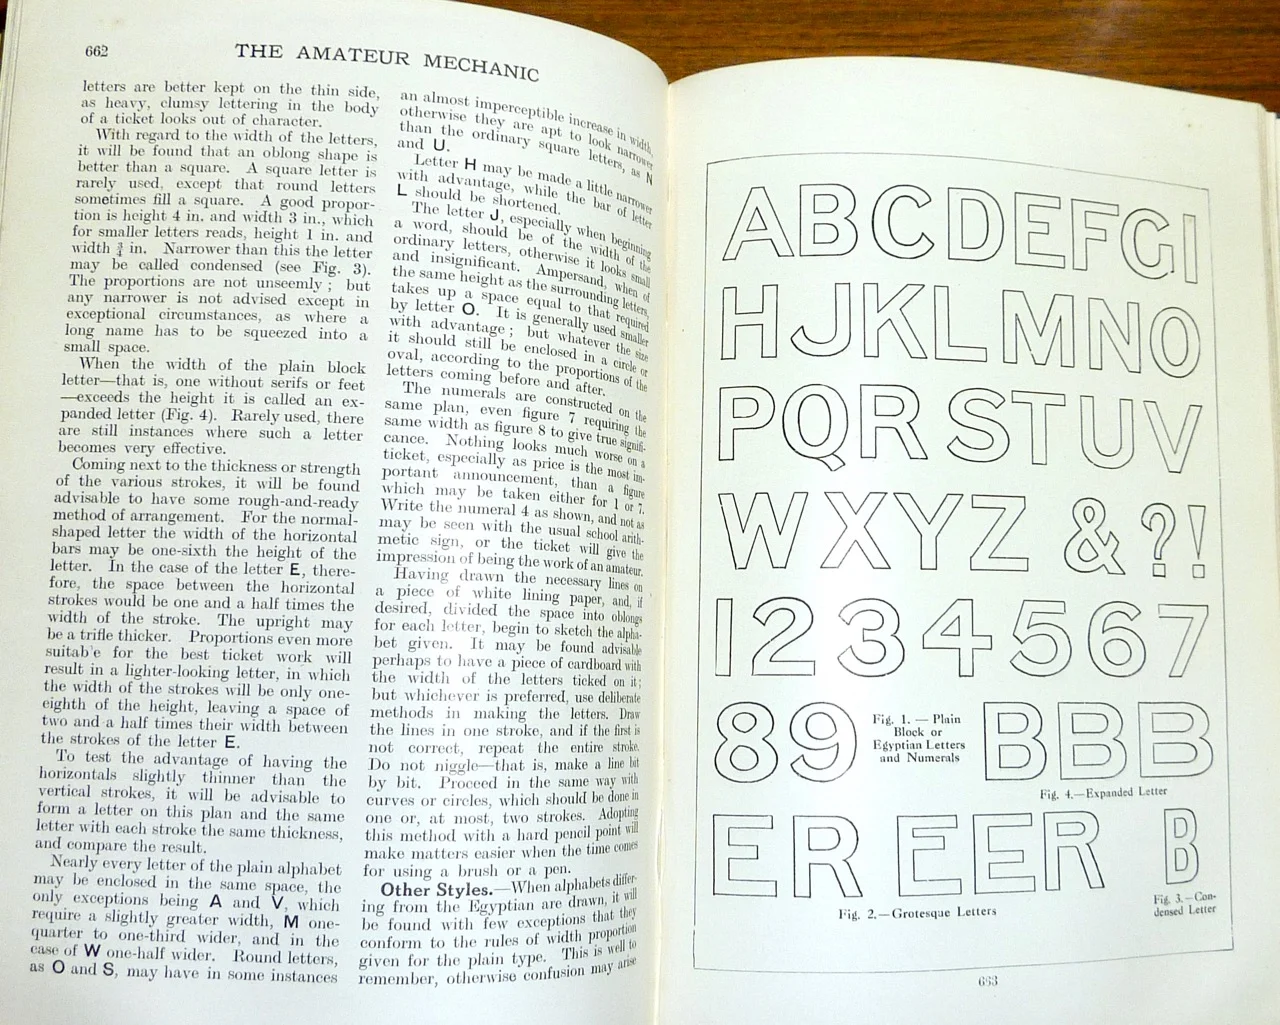 662
THE AMATEUR MECHANIC
letters are better kept on the thin side,
as heavy, clumsy lettering in the body
of a ticket looks out of character.
With regard to the width of the letters,
it will be found that an oblong shape is
better than a square. A square letter is
rarely used, except that round letters
sometimes fill a square. A good propor-
tion is height 4 in. and width 3 in., which
for smaller letters reads, height 1 in. and
width ¾ in. Narrower than this the letter
may be called condensed (see Fig. 3).
The proportions are not unseemly; but
any narrower is not advised except in
exceptional circumstances, as where a
long name has to be squeezed into a
small space.
When the width of the plain block
letter—that is, one without serifs or feet
—exceeds the height it is called an ex-
panded letter (Fig. 4). Rarely used, there
are still instances where such a letter
becomes very effective.
Coming next to the thickness or strength
of the various strokes, it will be found
advisable to have some rough-and-ready
method of arrangement. For the normal-
shaped letter the width of the horizontal
bars may be one-sixth the height of the
letter. In the case of the letter E, there-
fore, the space between the horizontal
strokes would be one and a half times the
width of the stroke. The upright may
be a trifle thicker. Proportions even more
suitable for the best ticket work will
result in a lighter-looking letter, in which
the width of the strokes will be only one-
eighth of the height, leaving a space of
two and a half times their width between
the strokes of the letter E.
To test the advantage of having the
horizontals slightly thinner than the
vertical strokes, it will be advisable to
form a letter on this plan and the same
letter with each stroke the same thickness,
and compare the result.
Nearly every letter of the plain alphabet
may be enclosed in the same space, the
only exceptions being A and V, which
require a slightly greater width, M one-
quarter to one-third wider, and in the
case of W one-half wider. Round letters,
as O and S, may have in some instances
an almost imperceptible increase in width,
otherwise they are apt to look narrower
than the ordinary square letters, as N
and U.
Letter H may be made a little narrower
with advantage, while the bar of letter
L should be shortened.
The letter J, especially when beginning
a word, should be of the width of the
ordinary letters, otherwise it looks small
and insignificant. Ampersand, when of
the same height as the surrounding letters,
takes up a space equal to that required
by letter O. It is generally used smaller
with advantage; but whatever the size
it should still be enclosed in a circle or
oval, according to the proportions of the
letters coming before and after.
The numerals are constructed on the
same plan, even figure 7 requiring the
same width as figure 8 to give true signifi-
cance. Nothing looks much worse on a
ticket, especially as price is the most im-
portant announcement, than a figure
which may be taken either for 1 or 7.
Write the numeral 4 as shown, and not as
may be seen with the usual school arith-
metic sign, or the ticket will give the
impression of being the work of an amateur.
Having drawn the necessary lines on
a piece of white lining paper, and, if
desired, divided the space into oblongs
for each letter, begin to sketch the alpha-
bet given. It may be found advisable
perhaps to have a piece of cardboard with
the width of the letters ticked on it;
but whichever is preferred, use deliberate
methods in making the letters. Draw
the lines in one stroke, and if the first is
not correct, repeat the entire stroke.
Do not niggle—that is, make a line bit
by bit. Proceed in the same way with
curves or circles, which should be done in
one or, at most, two strokes. Adopting
this method with a hard pencil point will
make matters easier when the time comes
for using a brush or a pen.
Other Styles.—When alphabets differ-
ing from the Egyptian are drawn, it will
be found with few exceptions that they
conform to the rules of width proportion
given for the plain type. This is well to
remember, otherwise confusion may arise
ABCDEFGI
HJKLMNO
PQRSTUV
WXYZ &?!
1234567
89
Fig. 1.—Plain
Block or
Egyptian Letters
and Numerals
BBB
Fig. 4.—Expanded Letter
ER EER
Fig. 2.—Grotesque Letters
B
Fig. 3.—Con-
densed Letter
663